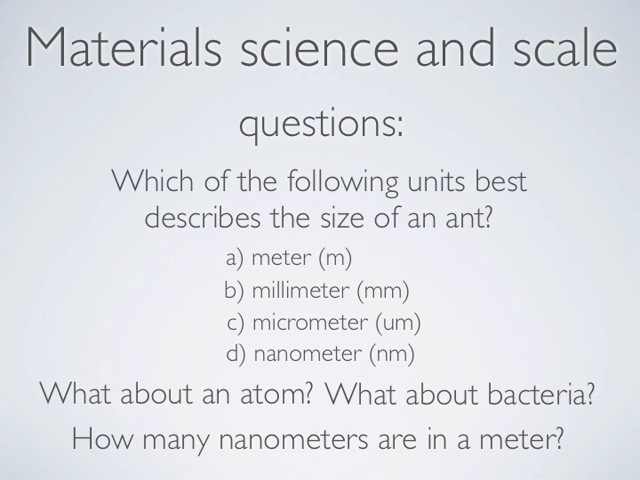 Materials science and scale
questions:
Which of the following units best
describes the size of an ant?
a) meter (m)
b) millimeter (mm)
c) micrometer (um)
d) nanometer (nm)
What about an atom? What about bacteria?
How many nanometers are in a meter?